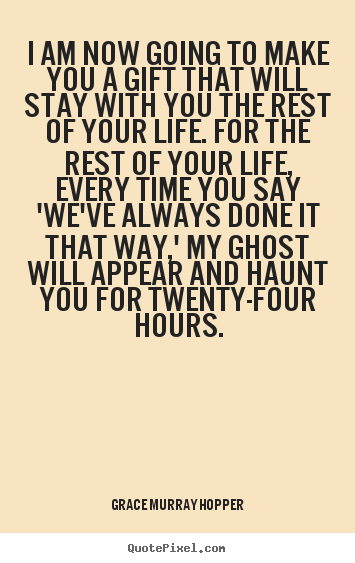 I AM NOW GOING TO MAKE
YOU A GIFT THAT WILL
STAY WITH YOU THE REST
OF YOUR LIFE. FOR THE
REST OF YOUR LIFE,
EVERY TIME YOU SAY
'WE'VE ALWAYS DONE IT
THAT WAY,' MY GHOST
WILL APPEAR AND HAUNT
YOU FOR TWENTY-FOUR
HOURS.
GRACE MURRAY HOPPER
QuotePixel.com